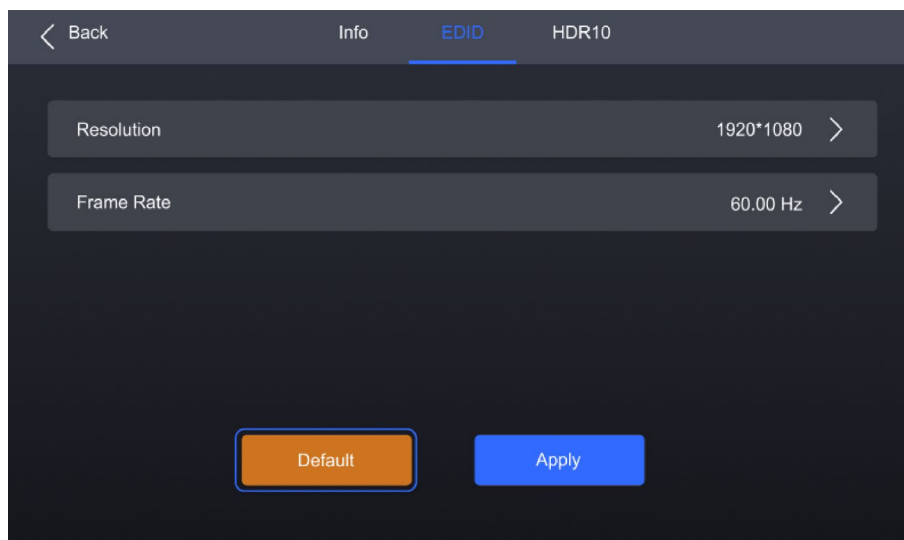 Back Info EDID HDR10
Resolution 1920*1080
Frame Rate 60.00 Hz
Default Apply